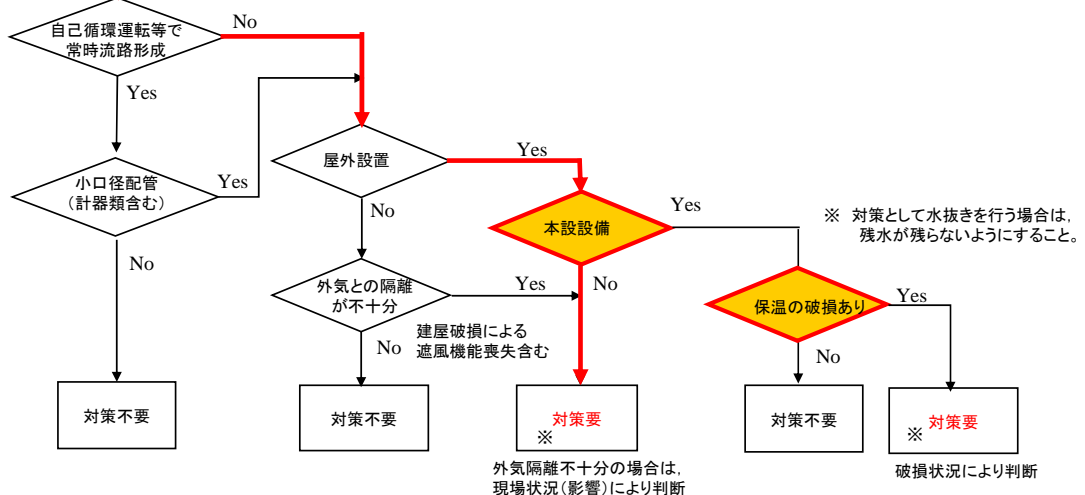 自己循環運転等で
常時流路形成
No
Yes
小口径配管
(計器類含む)
Yes
No
対策不要
屋外設置
Yes
No
外気との隔離
が不十分
Yes
No
建屋破損による
遮風機能喪失含む
対策不要
本設設備
Yes
No
対策要
※
外気隔離不十分の場合は，
現場状況(影響)により判断
※ 対策として水抜きを行う場合は，
残水が残らないようにすること。
保温の破損あり
Yes
No
対策不要
対策要
※
破損状況により判断